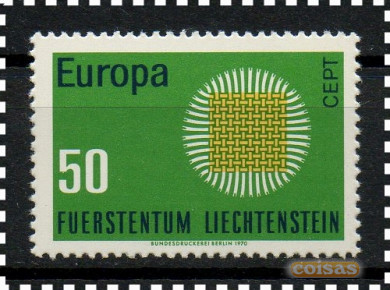 Europa
CEPT
50
FUERSTENTUM LIECHTENSTEIN
BUNDESDRUCKEREI BERLIN 1970
coisas